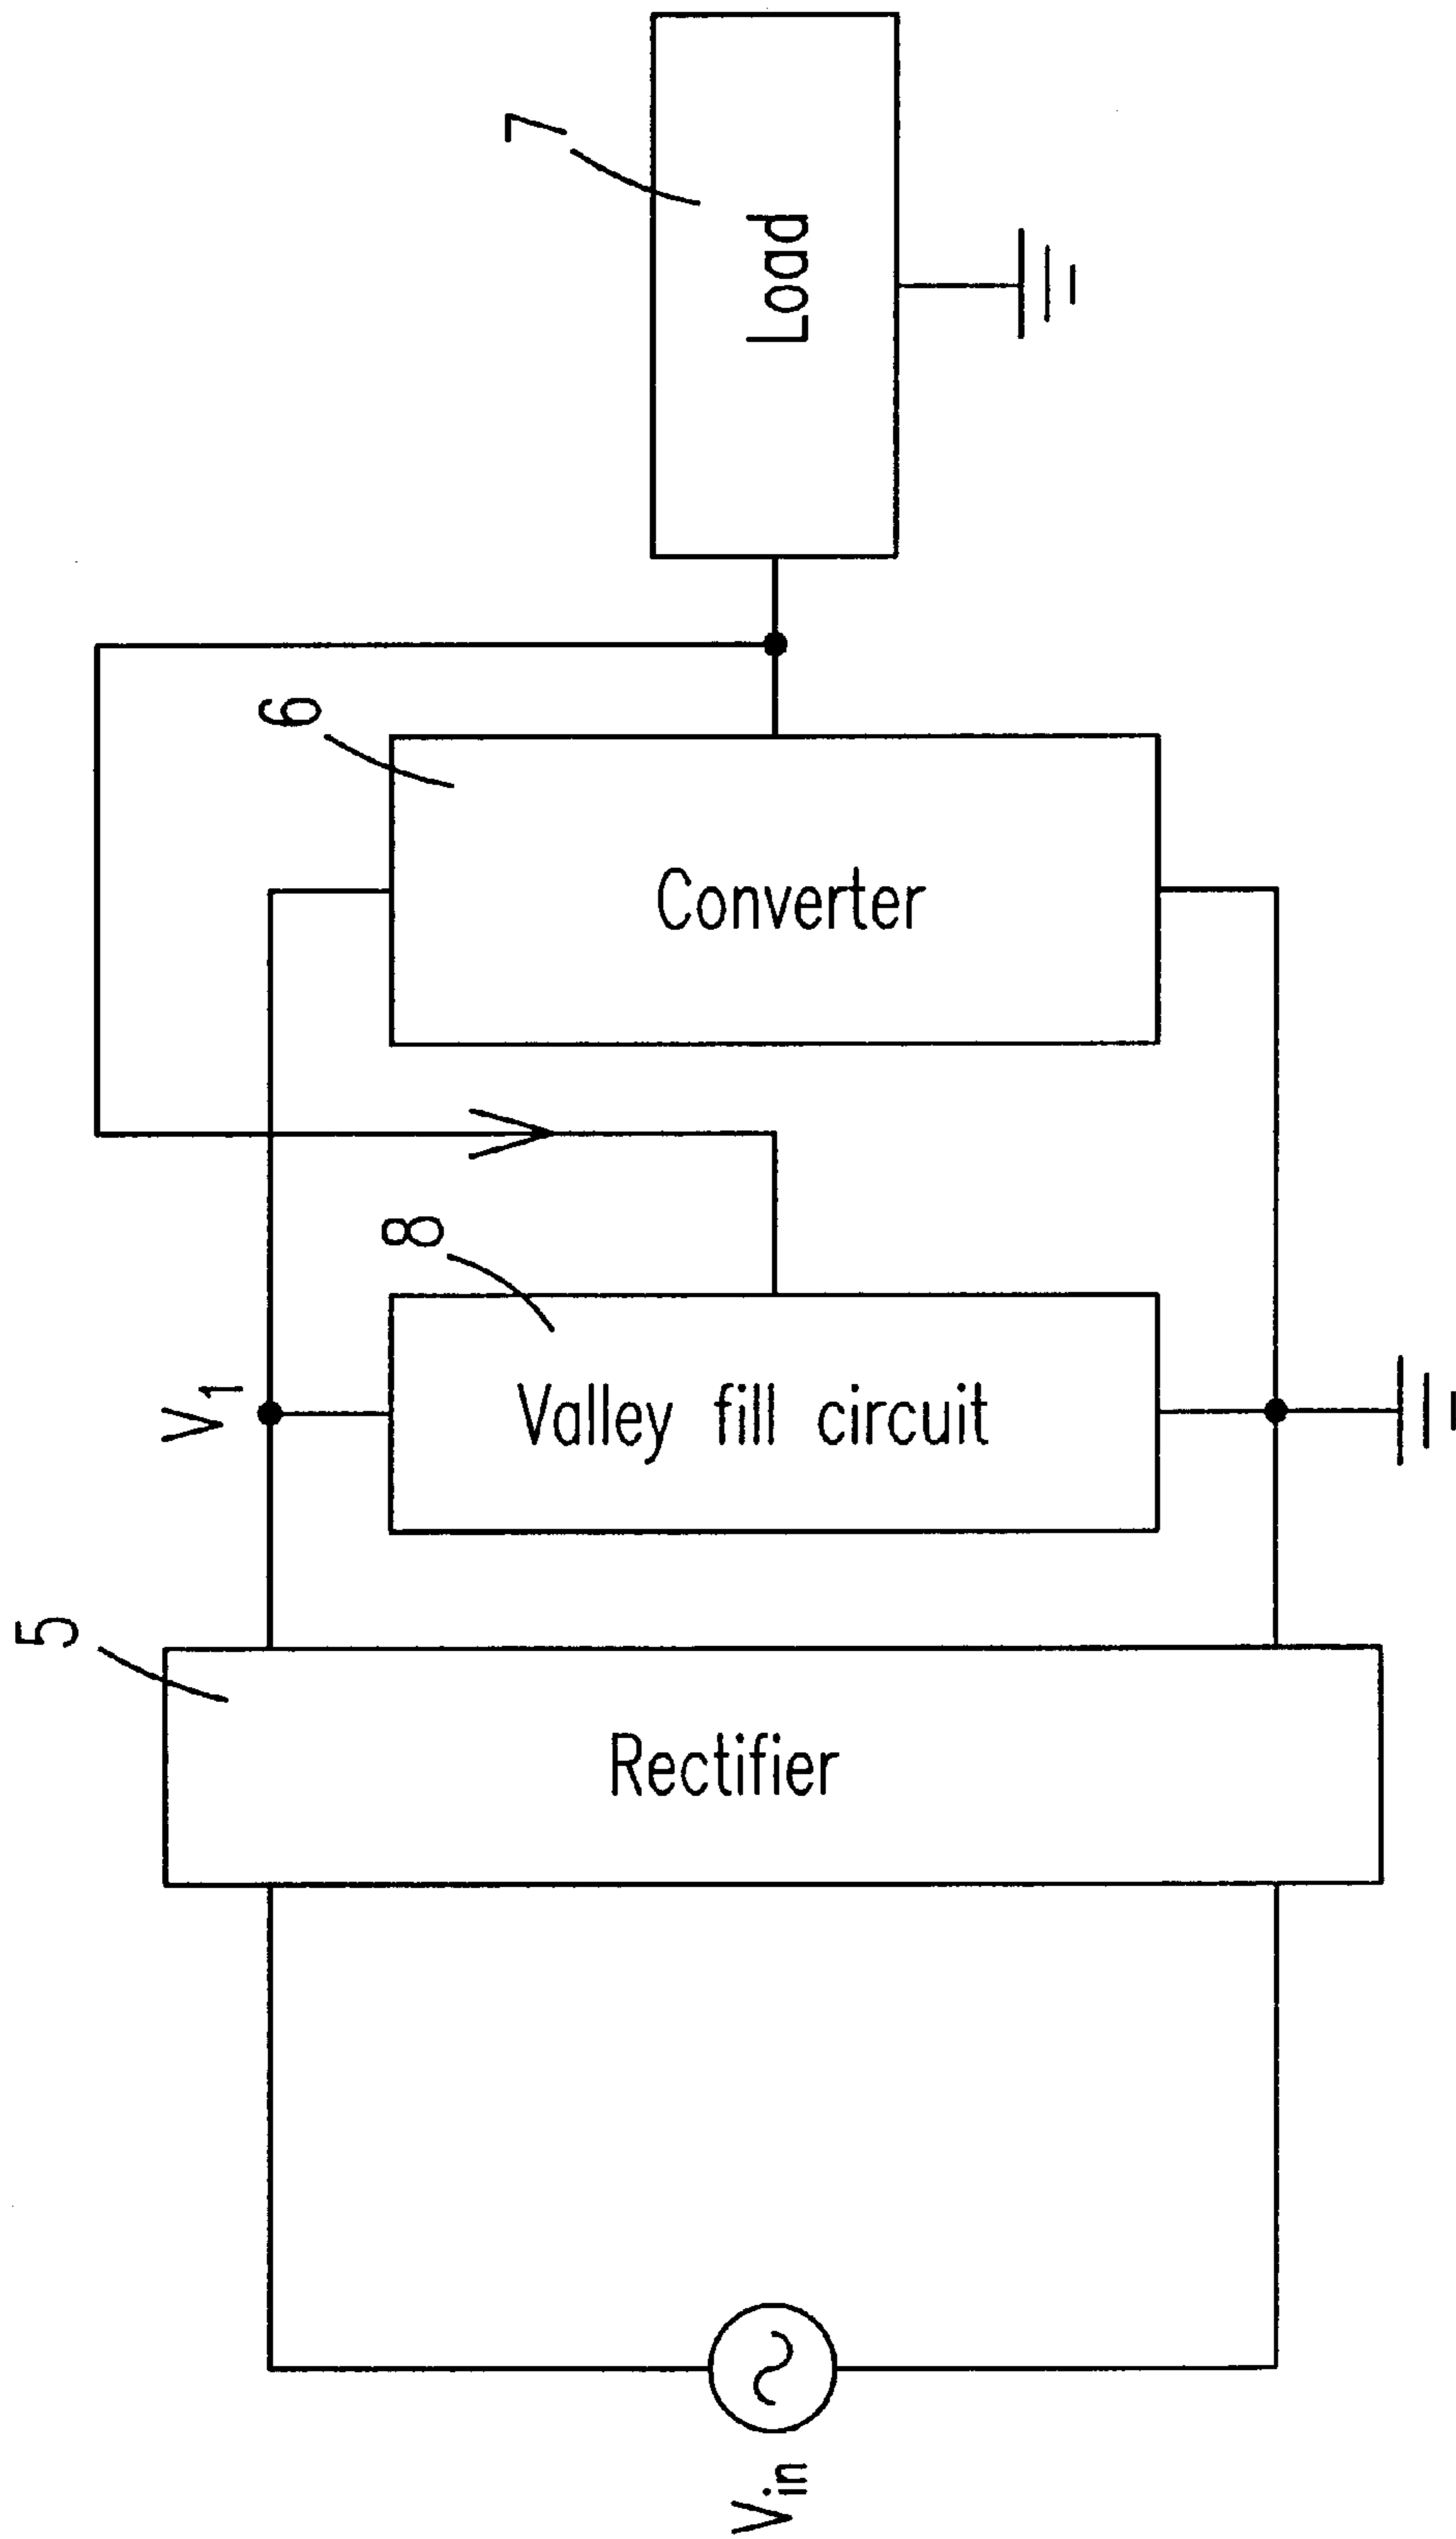 7
Load
6
Converter
8
V1
Valley fill circuit
5
Rectifier
Vin